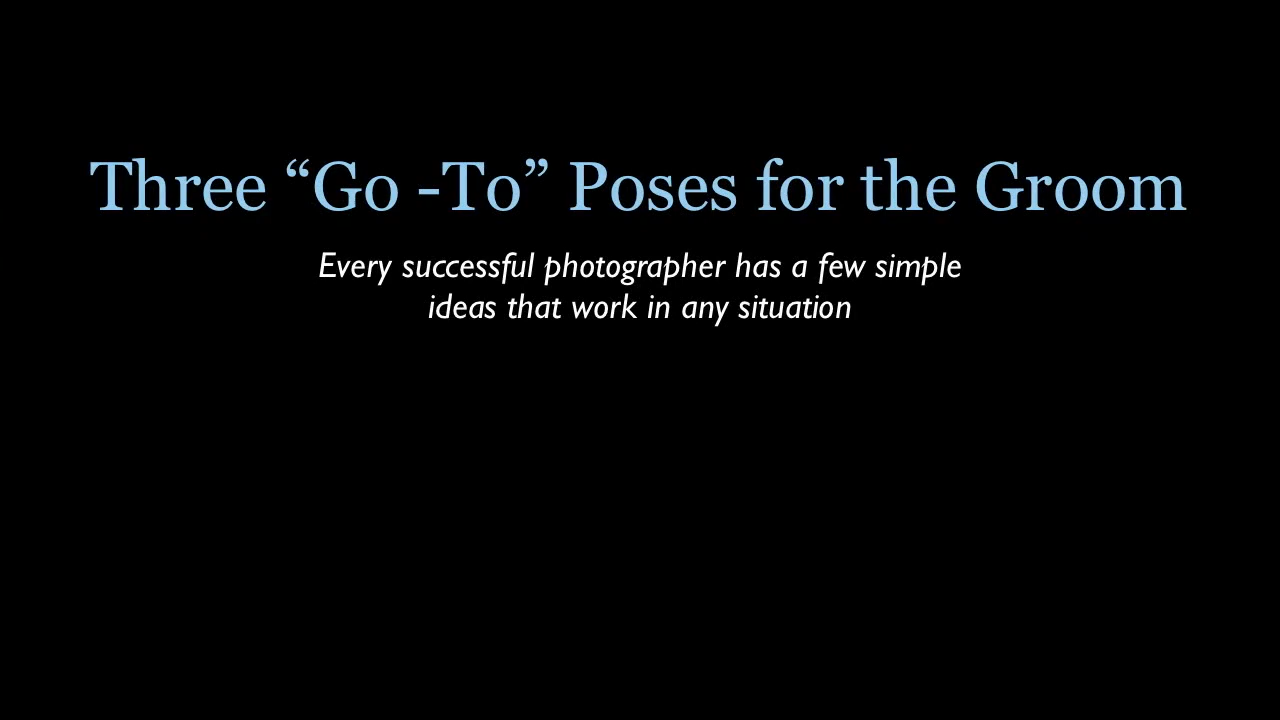 Three “Go -To” Poses for the Groom
Every successful photographer has a few simple
ideas that work in any situation